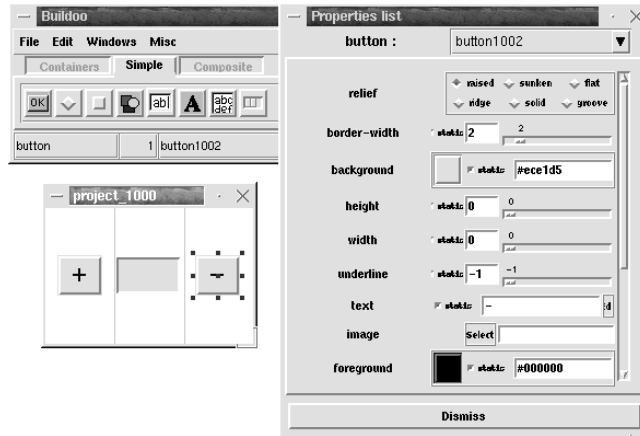 Buildoo
File Edit Windows Misc
Containers Simple Composite
OK abl A abc def
button 1 button1002
project_1000
+ -
Properties list
button : button1002
relief raised sunken flat
ridge solid groove
border-width static 2 2
background static #ece1d5
height static 0 0
width static 0 0
underline static -1 -1
text static -
image Select
foreground static #000000
Dismiss